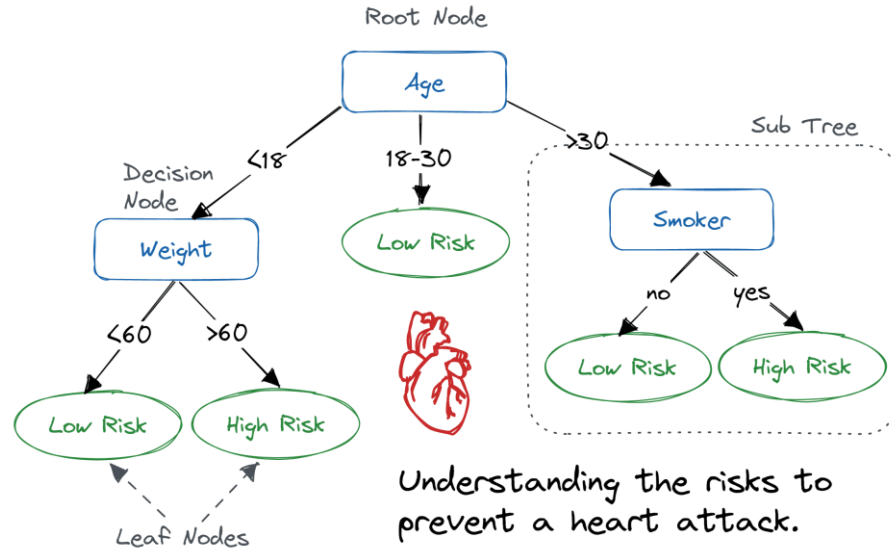 Root Node
Age
Sub Tree
<18
18-30
>30
Decision
Node
Weight
Low Risk
Smoker
<60
>60
no
yes
Low Risk
High Risk
Low Risk
High Risk
Understanding the risks to
prevent a heart attack.
Leaf Nodes